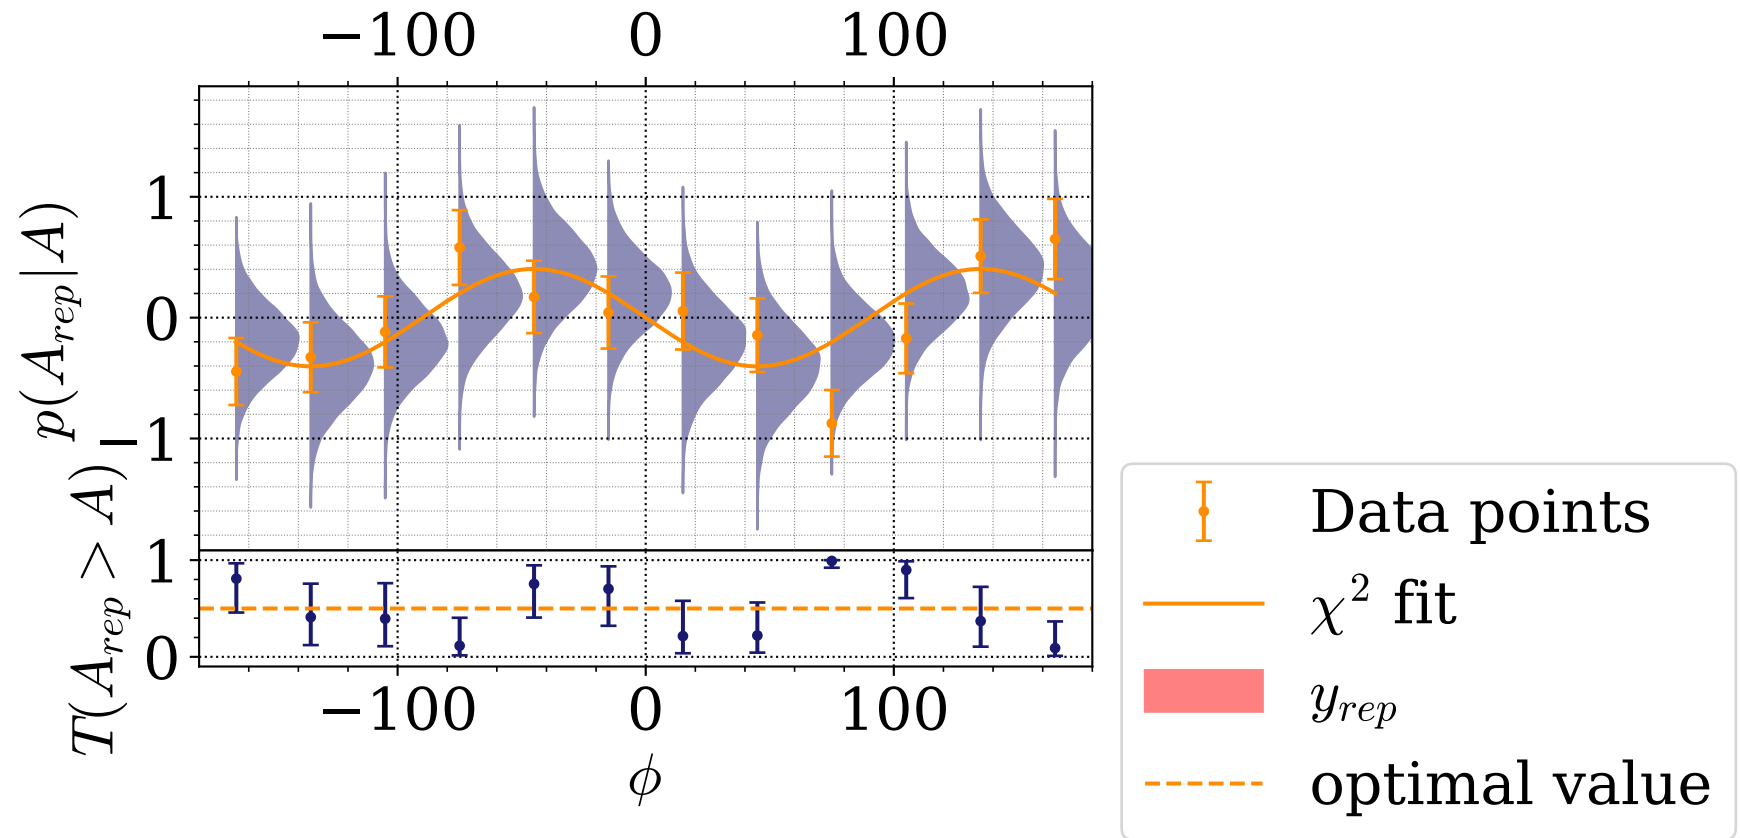 −100 0 100
p(A_rep|A)
1
0
−1
T(A_rep > A)
1
0
−100 0 100
ϕ
Data points
χ² fit
y_rep
optimal value